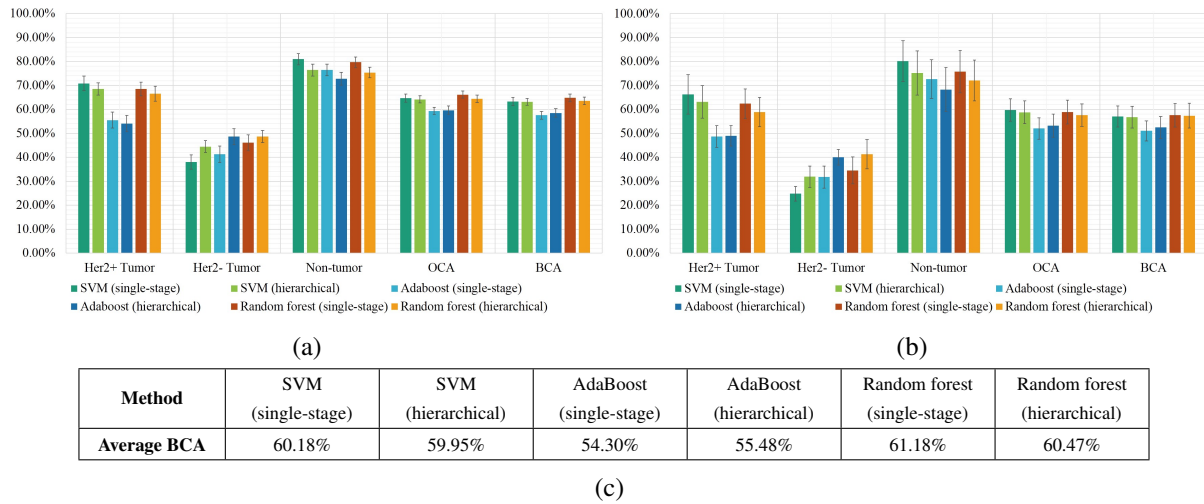 100.00%
90.00%
80.00%
70.00%
60.00%
50.00%
40.00%
30.00%
20.00%
10.00%
0.00%
Her2+ Tumor Her2- Tumor Non-tumor OCA BCA
SVM (single-stage) SVM (hierarchical) Adaboost (single-stage)
Adaboost (hierarchical) Random forest (single-stage) Random forest (hierarchical)
(a)
100.00%
90.00%
80.00%
70.00%
60.00%
50.00%
40.00%
30.00%
20.00%
10.00%
0.00%
Her2+ Tumor Her2- Tumor Non-tumor OCA BCA
SVM (single-stage) SVM (hierarchical) Adaboost (single-stage)
Adaboost (hierarchical) Random forest (single-stage) Random forest (hierarchical)
(b)
Method SVM SVM AdaBoost AdaBoost Random forest Random forest
(single-stage) (hierarchical) (single-stage) (hierarchical) (single-stage) (hierarchical)
Average BCA 60.18% 59.95% 54.30% 55.48% 61.18% 60.47%
(c)